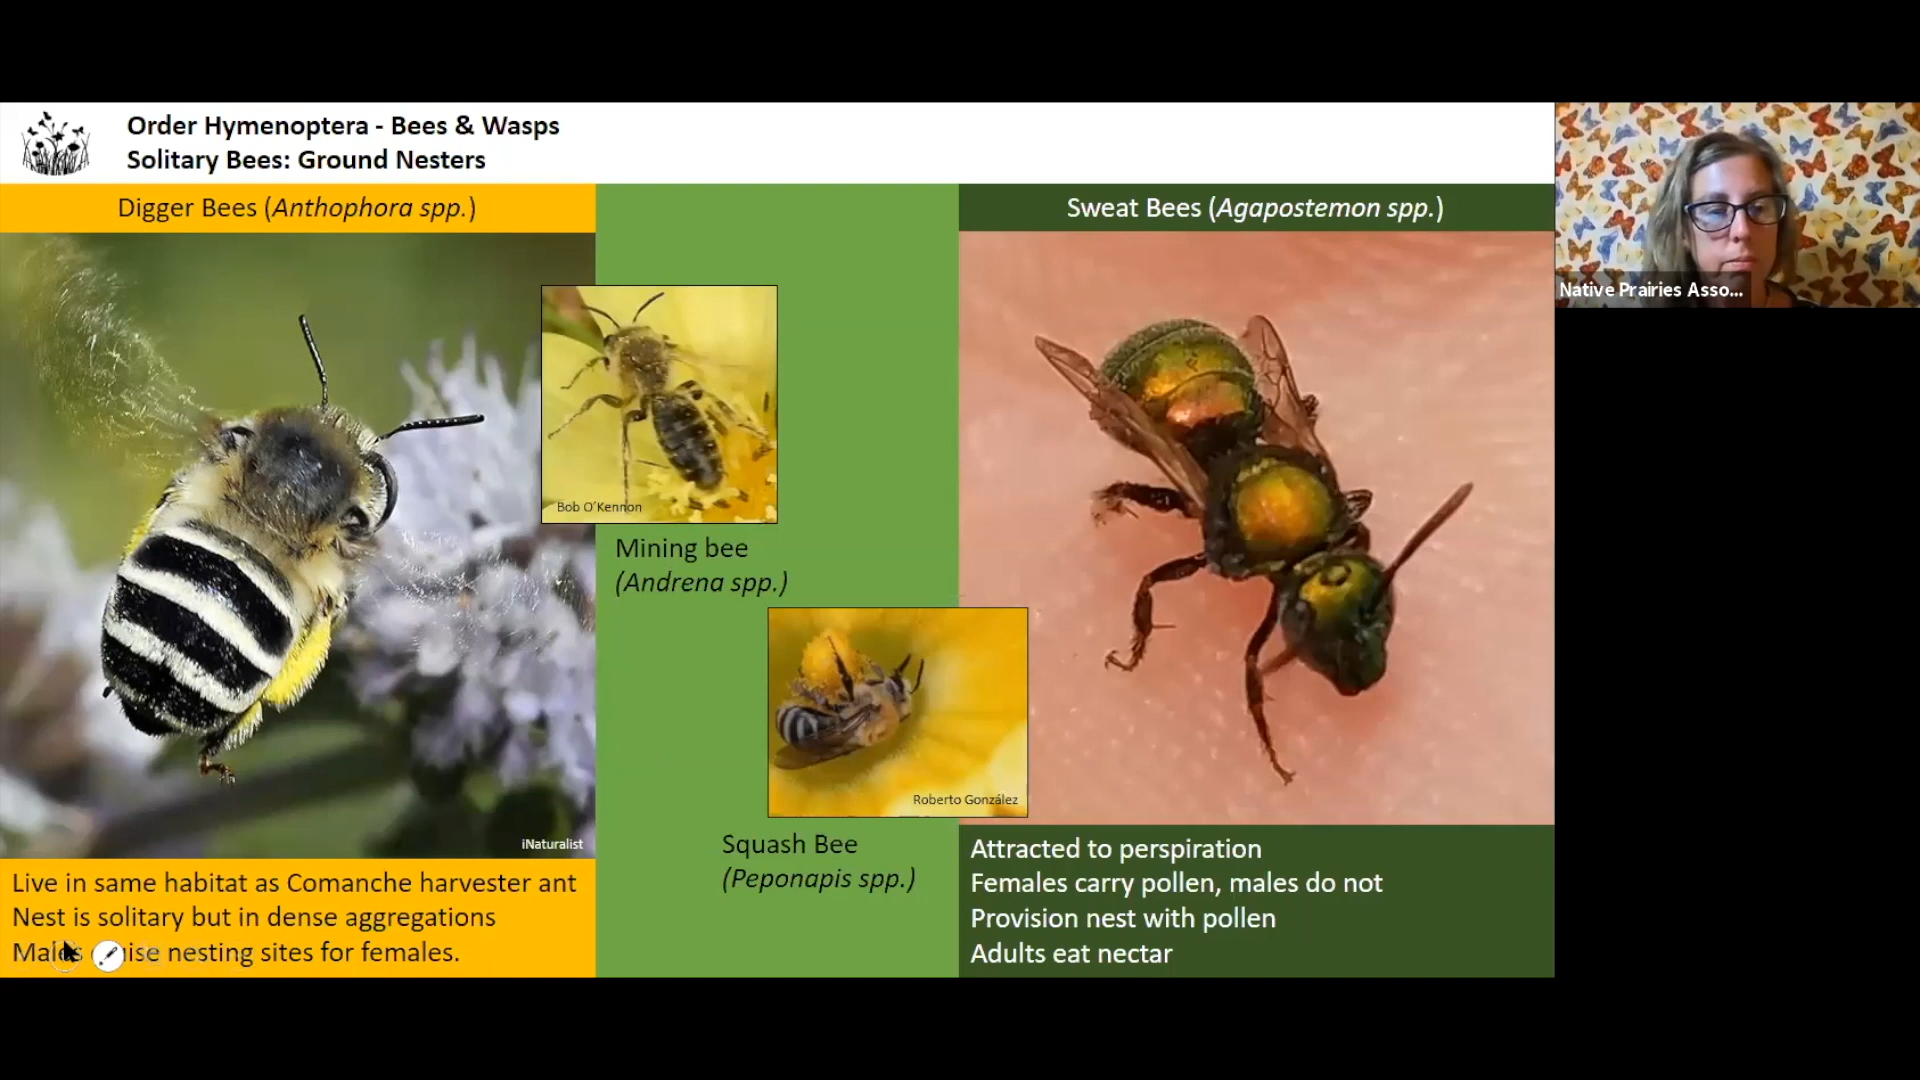 Order Hymenoptera - Bees & Wasps
Solitary Bees: Ground Nesters
Digger Bees (Anthophora spp.)
iNaturalist
Live in same habitat as Comanche harvester ant
Nest is solitary but in dense aggregations
Males cruise nesting sites for females.
Bob O´Kennon
Mining bee
(Andrena spp.)
Roberto González
Squash Bee
(Peponapis spp.)
Sweat Bees (Agapostemon spp.)
Attracted to perspiration
Females carry pollen, males do not
Provision nest with pollen
Adults eat nectar
Native Prairies Asso...